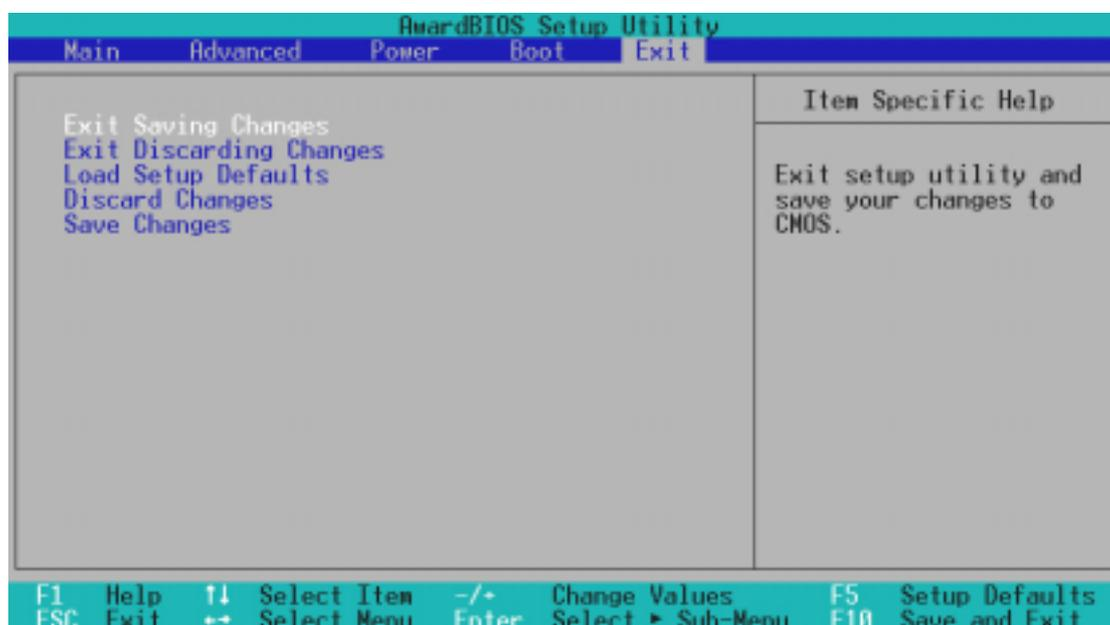 AwardBIOS Setup Utility
Main Advanced Power Boot Exit
Item Specific Help
Exit Saving Changes
Exit Discarding Changes
Load Setup Defaults
Discard Changes
Save Changes
Exit setup utility and
save your changes to
CMOS.
F1 Help ↑↓ Select Item -/+ Change Values F5 Setup Defaults
ESC Exit ←→ Select Menu Enter Select ► Sub-Menu F10 Save and Exit